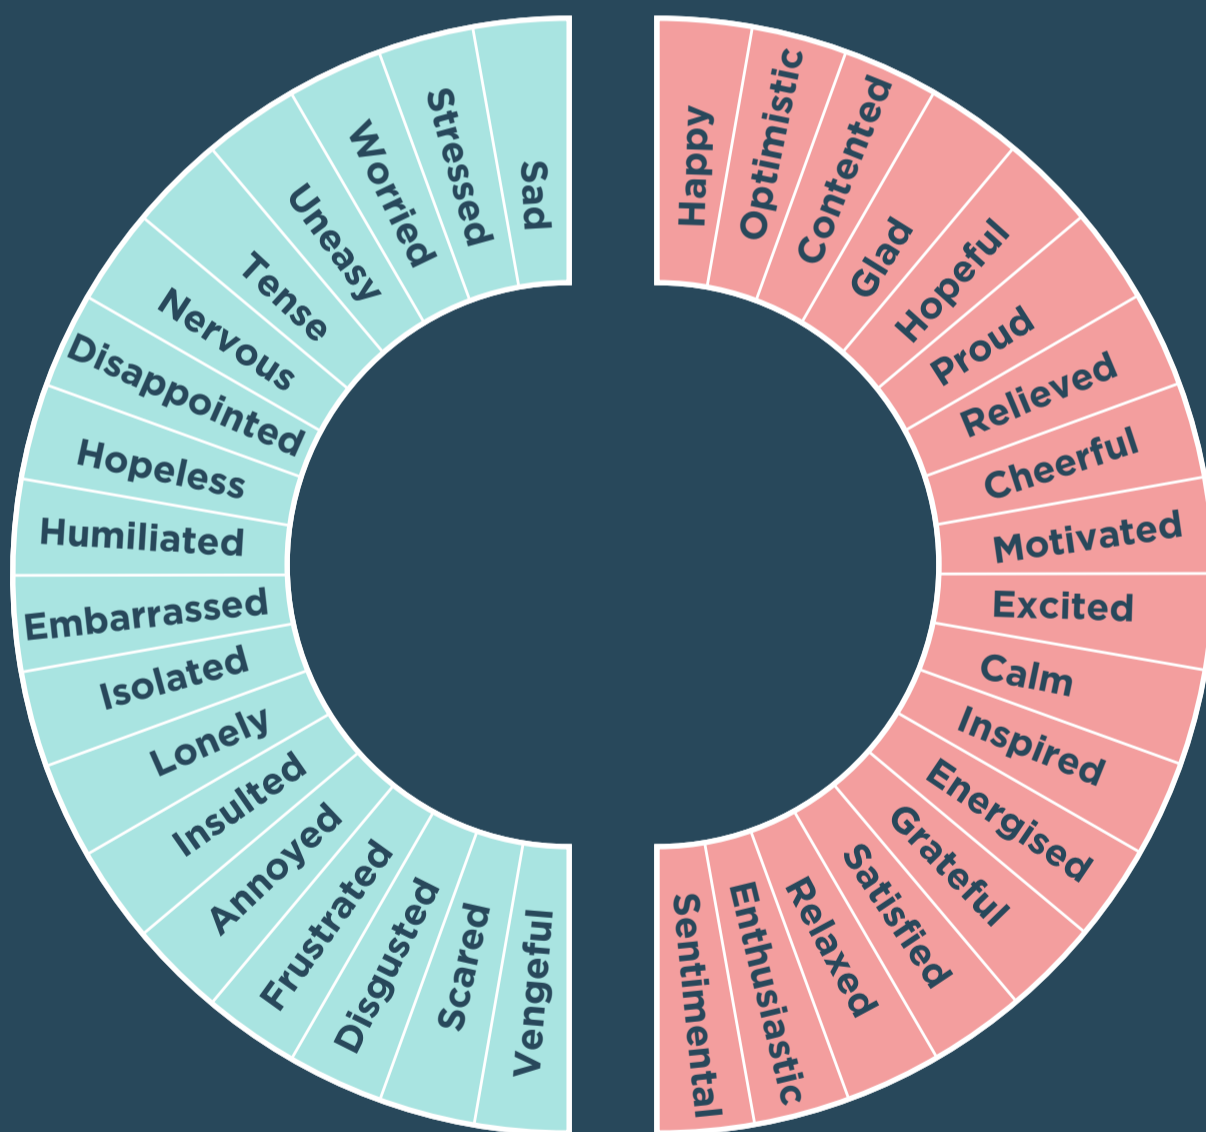 Sad
Stressed
Worried
Uneasy
Tense
Nervous
Disappointed
Hopeless
Humiliated
Embarrassed
Isolated
Lonely
Insulted
Annoyed
Frustrated
Disgusted
Scared
Vengeful
Happy
Optimistic
Contented
Glad
Hopeful
Proud
Relieved
Cheerful
Motivated
Excited
Calm
Inspired
Energised
Grateful
Satisfied
Relaxed
Enthusiastic
Sentimental